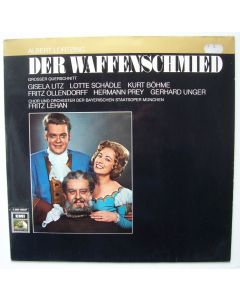 ALBERT LORTZING
DER WAFFENSCHMIED
GROSSER QUERSCHNITT
GISELA LITZ LOTTE SCHÄDLE KURT BÖHME
FRITZ OLLENDORFF HERMANN PREY GERHARD UNGER
CHOR UND ORCHESTER DER BAYERISCHEN STAATSOPER MÜNCHEN
FRITZ LEHAN
EMI